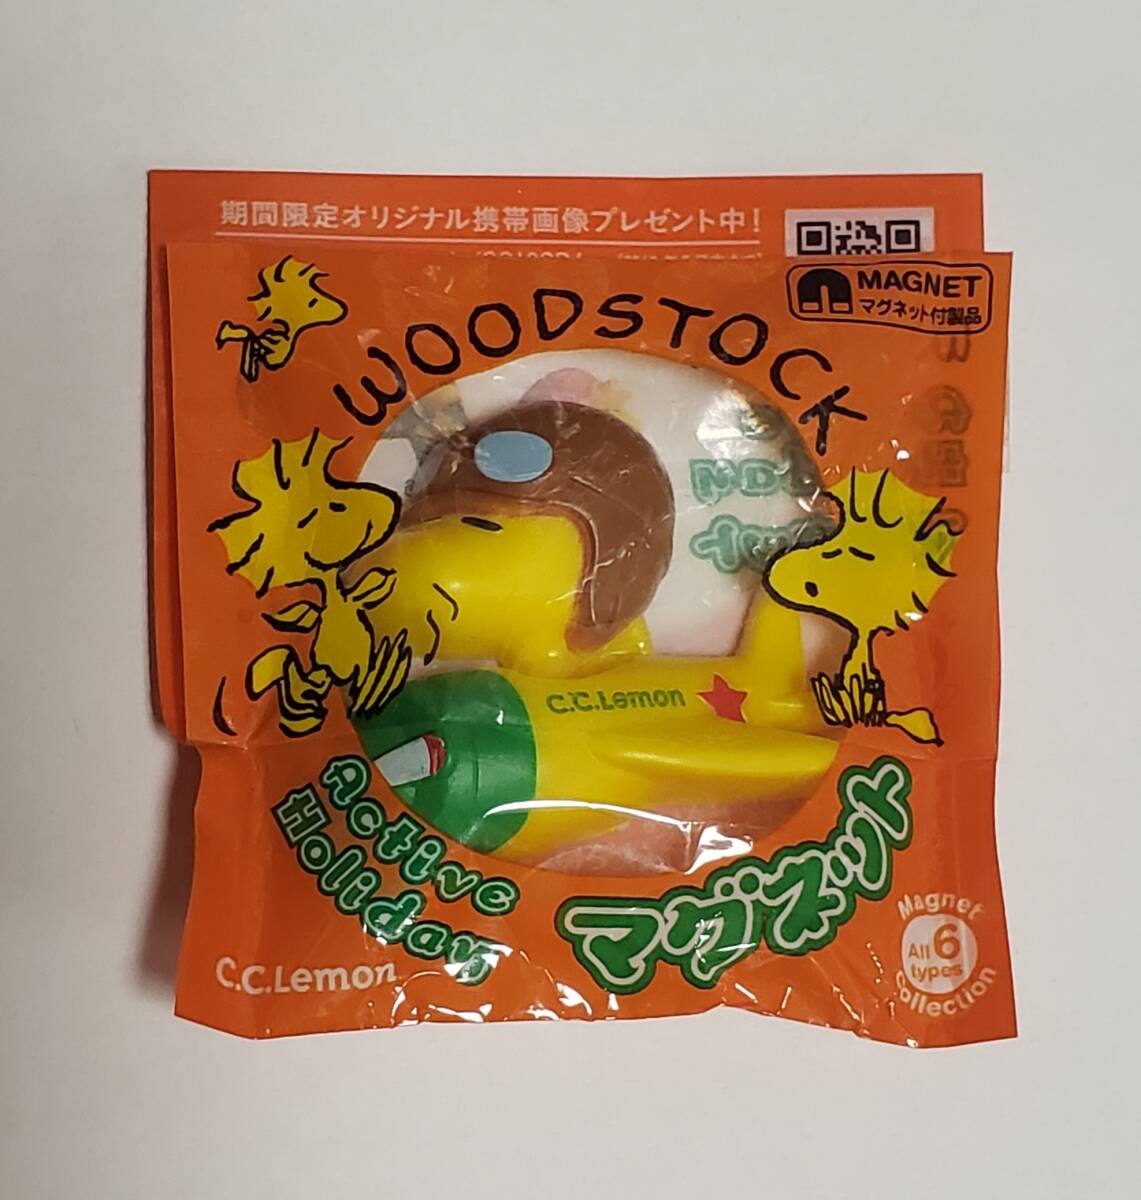 期間限定オリジナル携帯画像プレゼント中!
MAGNET
マグネット付製品
WOODSTOCK
C.C.Lemon
Active
Holiday
マグネット
C.C.Lemon
Magnet
All 6
types
Collection